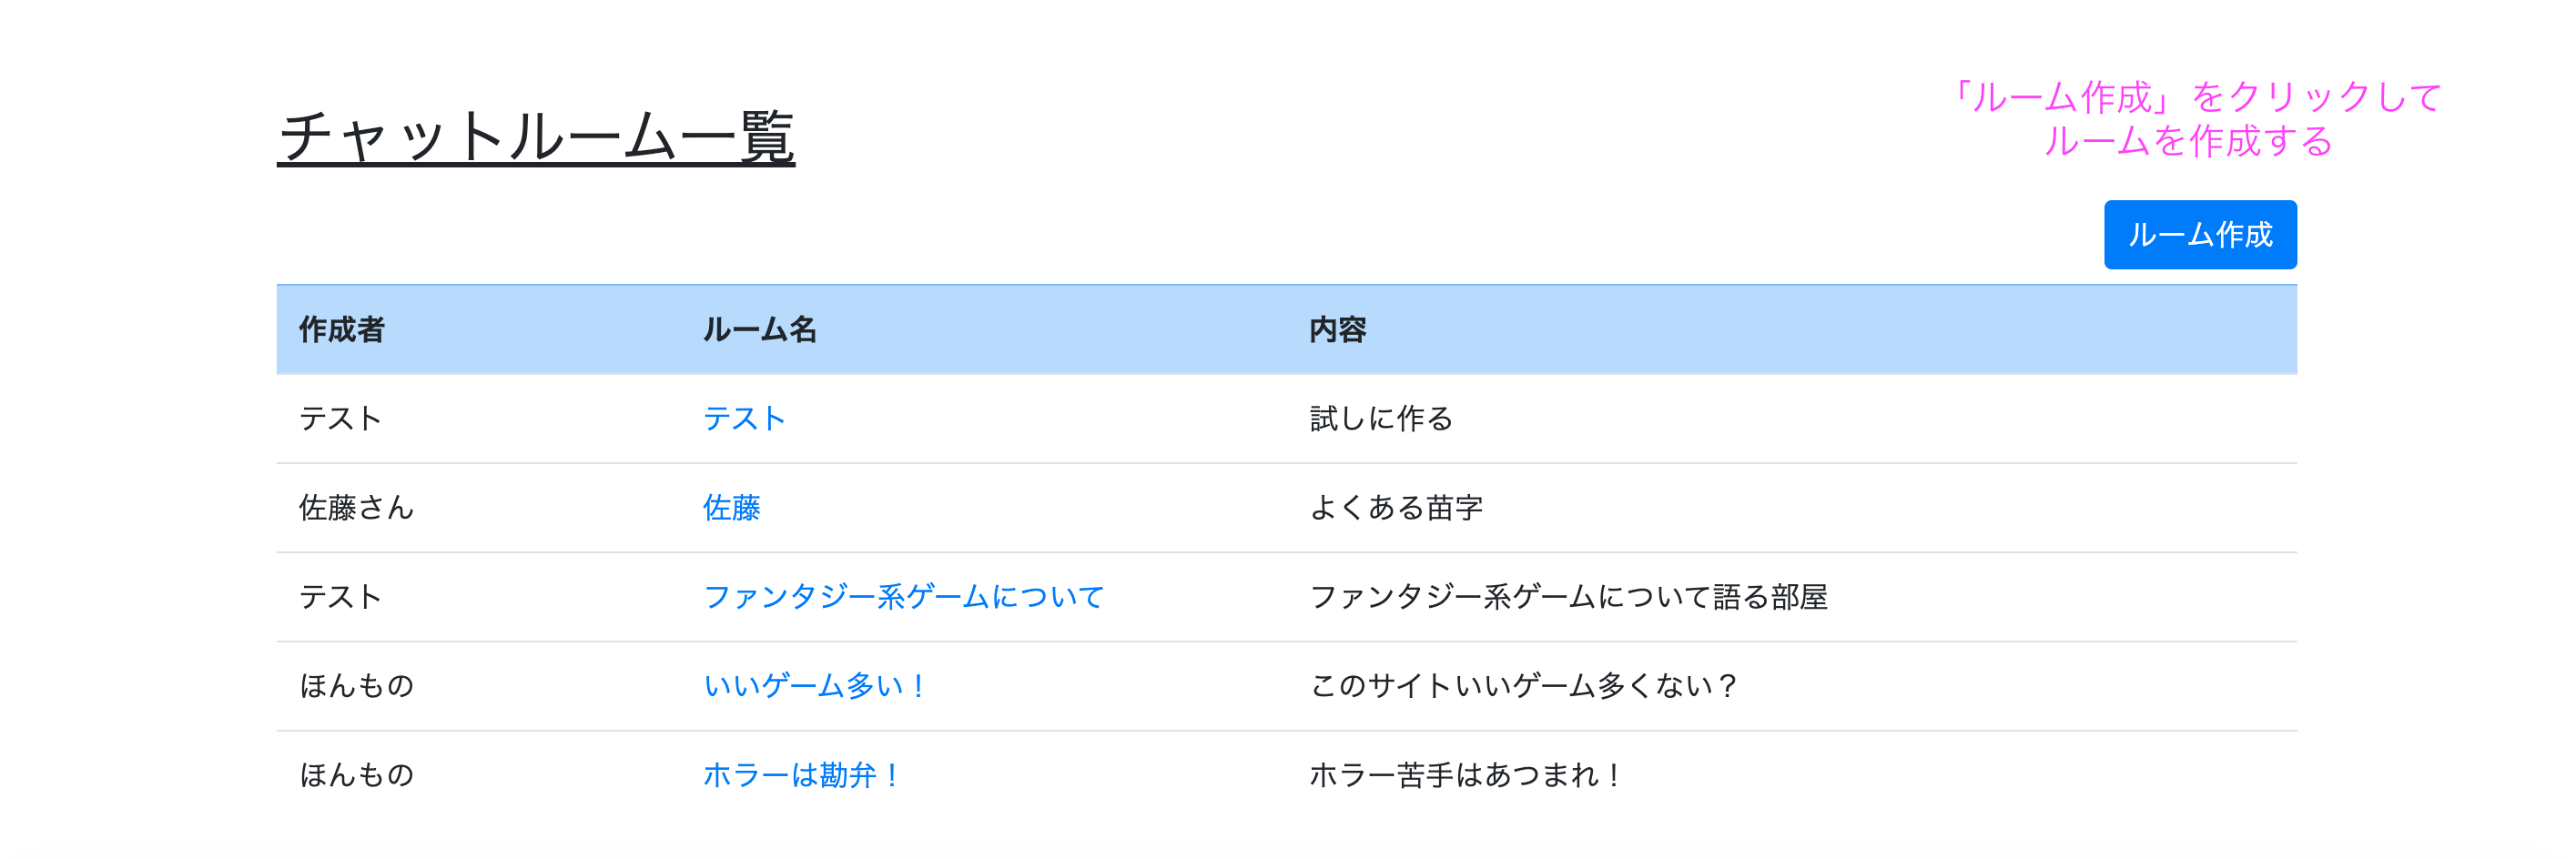 「ルーム作成」をクリックして
ルームを作成する
チャットルーム一覧
ルーム作成
作成者 ルーム名 内容
テスト テスト 試しに作る
佐藤さん 佐藤 よくある苗字
テスト ファンタジー系ゲームについて ファンタジー系ゲームについて語る部屋
ほんもの いいゲーム多い！ このサイトいいゲーム多くない？
ほんもの ホラーは勘弁！ ホラー苦手はあつまれ！